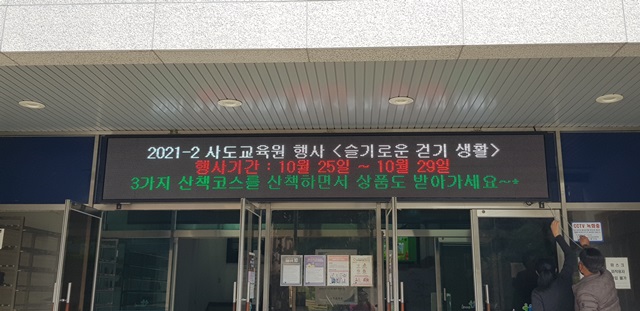 2021-2 사도교육원 행사 <슬기로운 걷기 생활>
행사기간 : 10월 25일 ~ 10월 29일
3가지 산책코스를 산책하면서 상품도 받아가세요~*
CCTV 녹화중